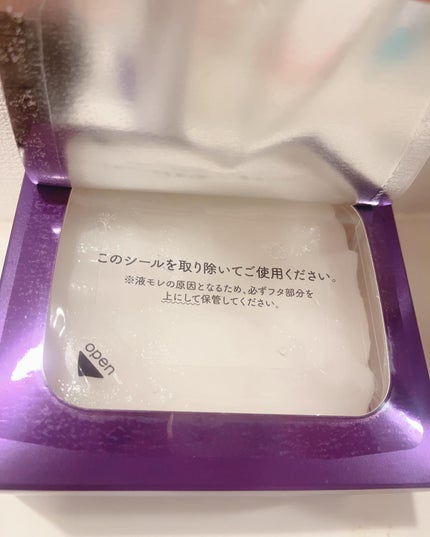 このシールを取り除いてご使用ください。
※液モレの原因となるため、必ずフタ部分を
上にして保管してください。
open